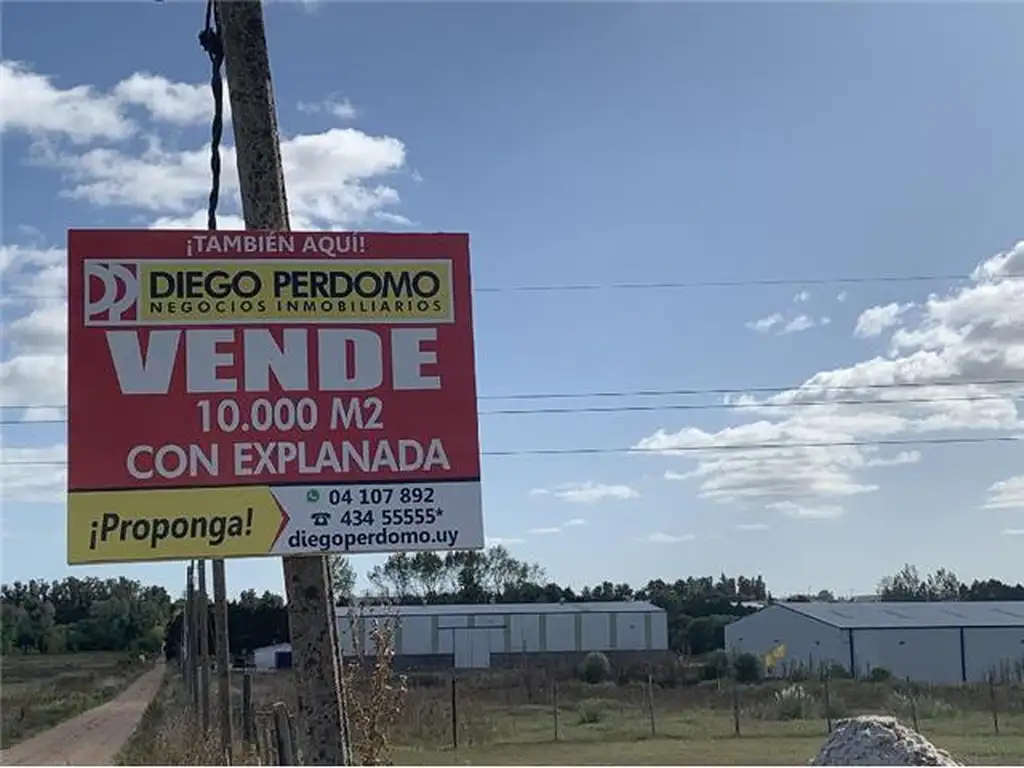 ¡TAMBIÉN AQUÍ!
DP DIEGO PERDOMO
NEGOCIOS INMOBILIARIOS
VENDE
10.000 M2
CON EXPLANADA
¡Proponga!
04 107 892
434 55555*
diegoperdomo.uy